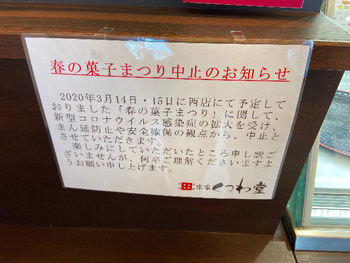 春の菓子まつり中止のお知らせ
2020年3月14日・15日に西店にて予定して
おりました「春の菓子まつり」に関して、
新型コロナウイルス感染症の拡大を受け、
まん延防止や安全確保の観点から、中止と
させていただきます。
楽しみにしていただいたところ申し訳ご
ざいませんが、何卒ご理解くださいますよ
うお願い申し上げます。
宗家 くつわ堂